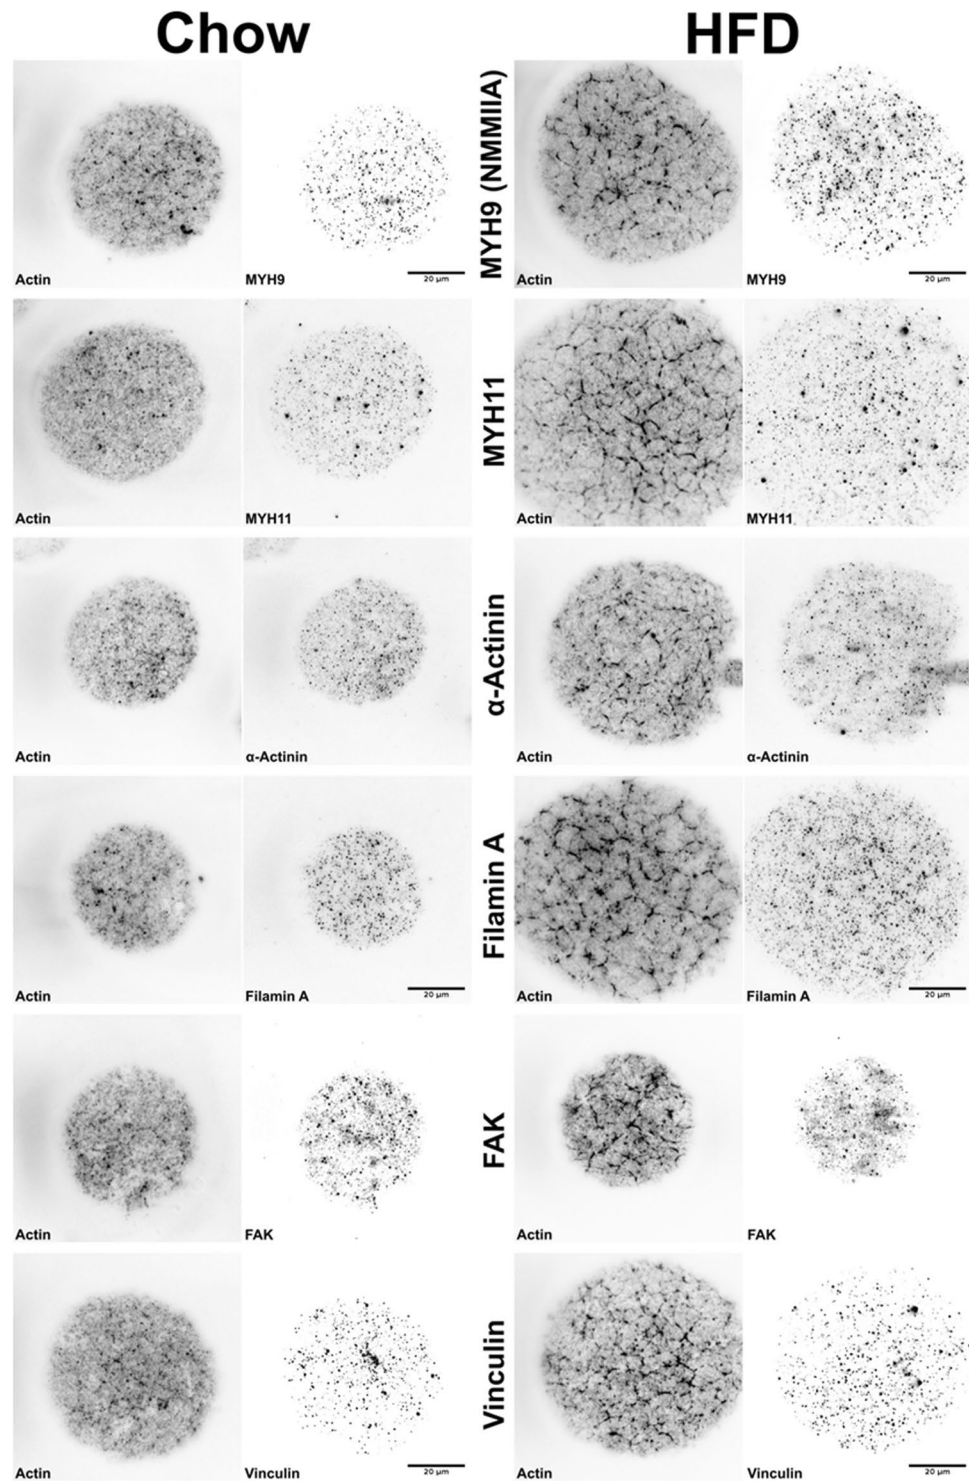 Chow
HFD
Actin
MYH9
20 µm
MYH9 (NMMIIA)
Actin
MYH9
20 µm
Actin
MYH11
MYH11
Actin
MYH11
Actin
α-Actinin
α-Actinin
Actin
α-Actinin
Actin
Filamin A
20 µm
Filamin A
Actin
Filamin A
20 µm
Actin
FAK
FAK
Actin
FAK
Actin
Vinculin
20 µm
Vinculin
Actin
Vinculin
20 µm